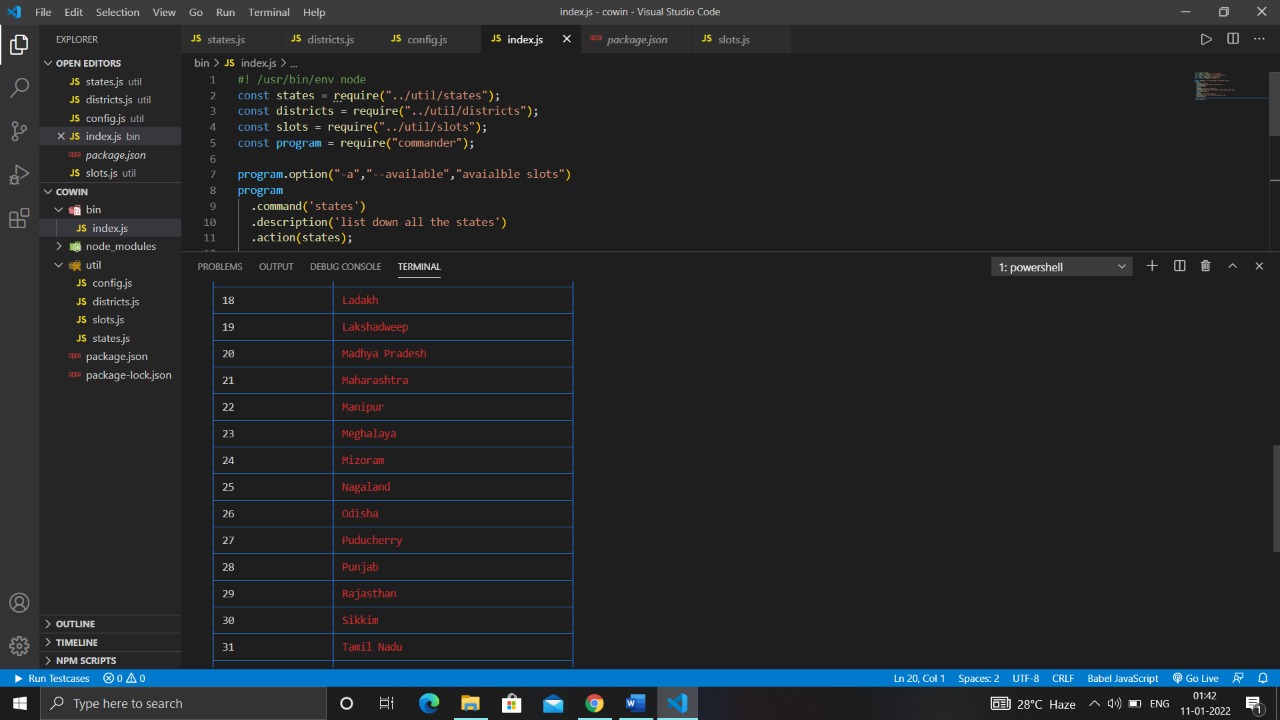 File Edit Selection View Go Run Terminal Help
index.js - cowin - Visual Studio Code
EXPLORER
OPEN EDITORS
JS states.js util
JS districts.js util
JS config.js util
JS index.js bin
package.json
JS slots.js util
COWIN
bin
JS index.js
node_modules
util
JS config.js
JS districts.js
JS slots.js
JS states.js
package.json
package-lock.json
OUTLINE
TIMELINE
NPM SCRIPTS
JS states.js JS districts.js JS config.js JS index.js package.json JS slots.js
bin > JS index.js > ...
1 #! /usr/bin/env node
2 const states = require("../util/states");
3 const districts = require("../util/districts");
4 const slots = require("../util/slots");
5 const program = require("commander");
6
7 program.option("-a","--available","avaialble slots")
8 program
9 .command('states')
10 .description('list down all the states')
11 .action(states);
PROBLEMS OUTPUT DEBUG CONSOLE TERMINAL
1: powershell
18 Ladakh
19 Lakshadweep
20 Madhya Pradesh
21 Maharashtra
22 Manipur
23 Meghalaya
24 Mizoram
25 Nagaland
26 Odisha
27 Puducherry
28 Punjab
29 Rajasthan
30 Sikkim
31 Tamil Nadu
Run Testcases 0 0
Ln 20, Col 1 Spaces: 2 UTF-8 CRLF Babel JavaScript Go Live
Type here to search
28°C Haze
ENG
01:42
11-01-2022